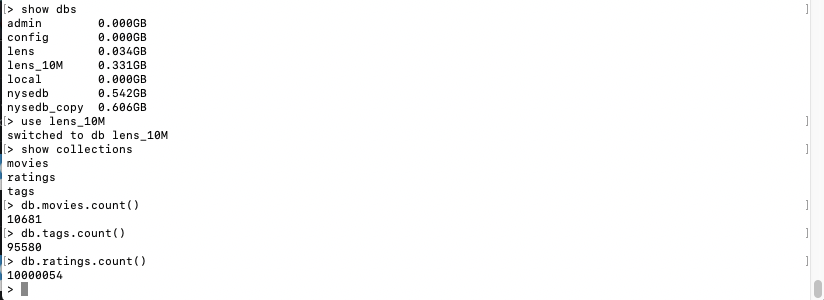 [> show dbs ]
admin 0.000GB
config 0.000GB
lens 0.034GB
lens_10M 0.331GB
local 0.000GB
nysedb 0.542GB
nysedb_copy 0.606GB
[> use lens_10M ]
switched to db lens_10M
[> show collections ]
movies
ratings
tags
[> db.movies.count() ]
10681
[> db.tags.count() ]
95580
[> db.ratings.count() ]
10000054
>